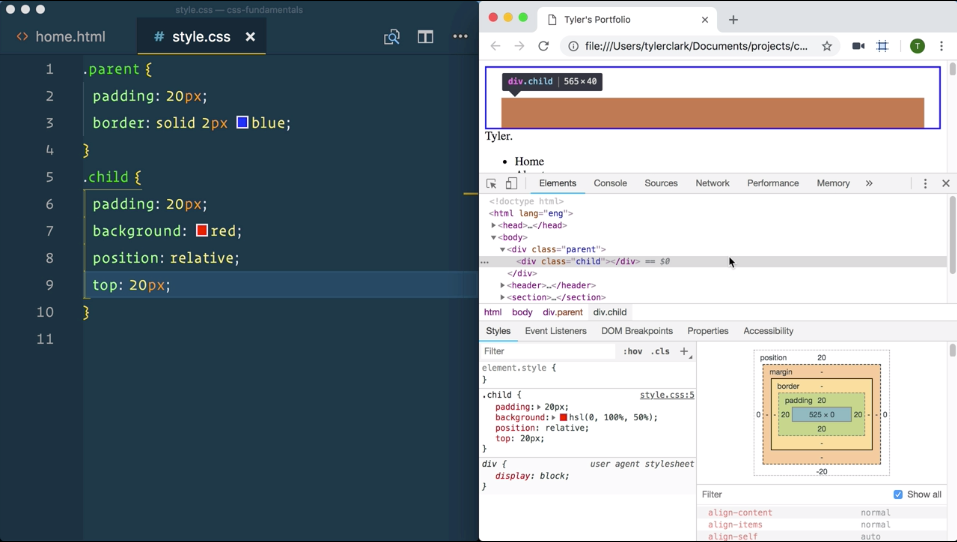 style.css — css-fundamentals
<> home.html
# style.css ×
1 .parent {
2 padding: 20px;
3 border: solid 2px blue;
4 }
5 .child {
6 padding: 20px;
7 background: red;
8 position: relative;
9 top: 20px;
10 }
11
Tyler's Portfolio
file:///Users/tylerclark/Documents/projects/c...
T
div.child | 565 × 40
Tyler.
• Home
Elements Console Sources Network Performance Memory »
<!doctype html>
<html lang="eng">
▶<head>…</head>
▼<body>
▼<div class="parent">
<div class="child"></div> == $0
</div>
▶<header>…</header>
▶<section>…</section>
html body div.parent div.child
Styles Event Listeners DOM Breakpoints Properties Accessibility
Filter :hov .cls +
element.style {
}
.child { style.css:5
padding:▶ 20px;
background:▶ hsl(0, 100%, 50%);
position: relative;
top: 20px;
}
div { user agent stylesheet
display: block;
}
position 20
margin -
border -
padding 20
0 - - 20 525 × 0 20 - - 0
20
-
-
-20
Filter Show all
align-content normal
align-items normal
align-self auto